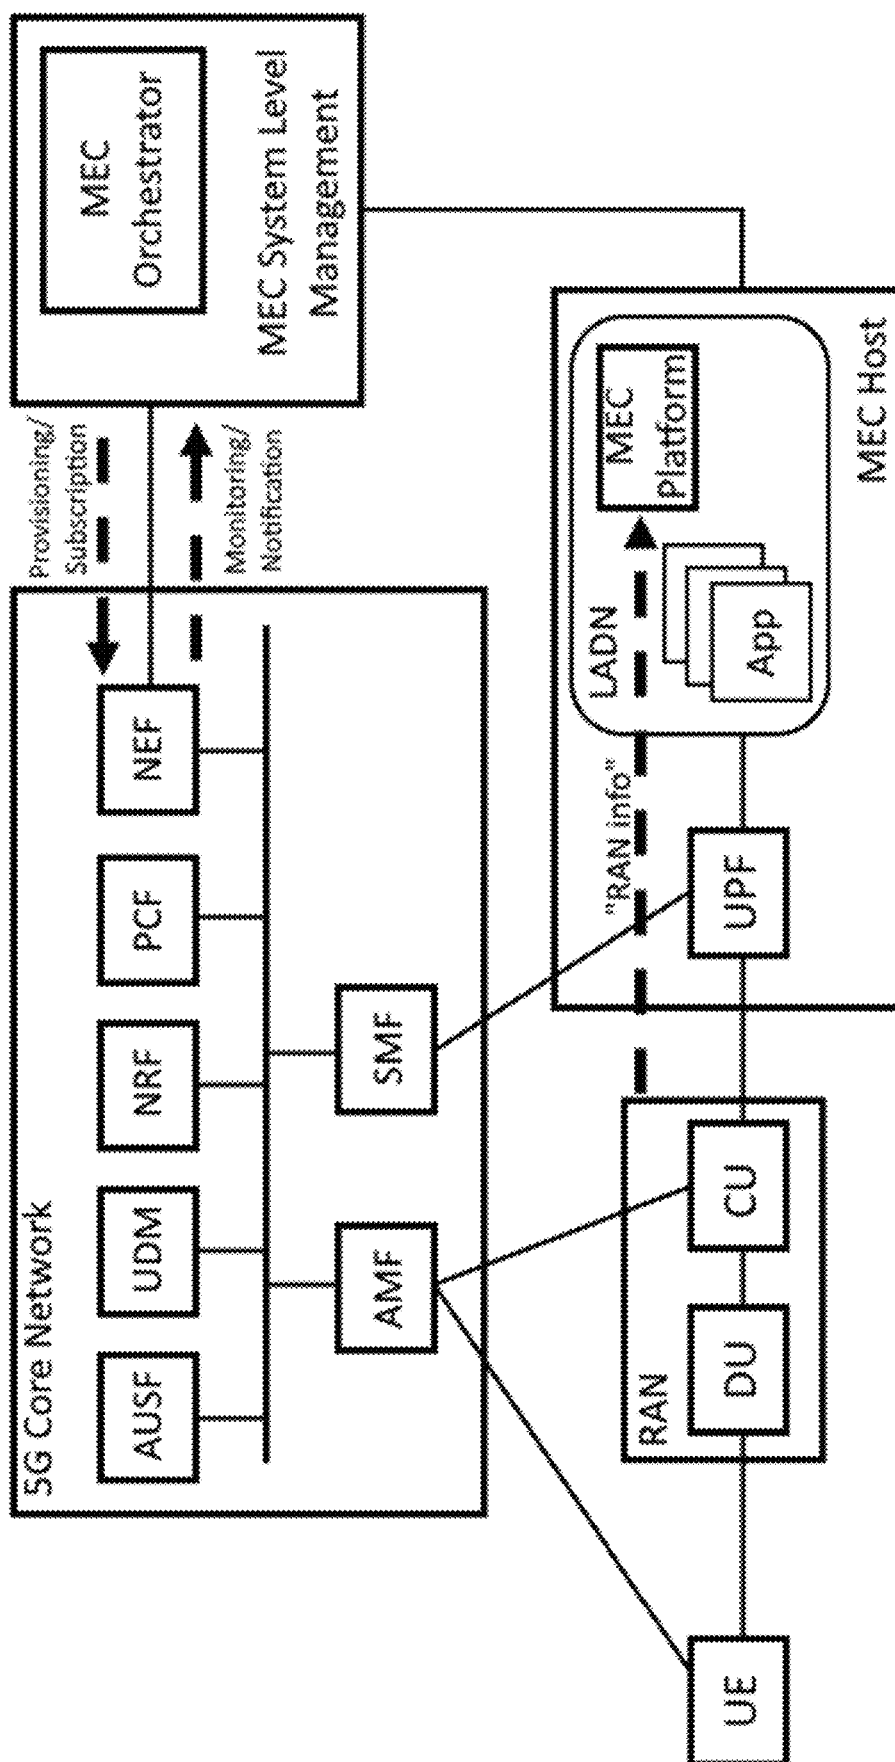 5G Core Network
AUSF
UDM
NRF
PCF
NEF
AMF
SMF
Provisioning/
Subscription
Monitoring/
Notification
MEC
Orchestrator
MEC System Level
Management
UE
RAN
DU
CU
"RAN info"
UPF
LADN
App
MEC
Platform
MEC Host